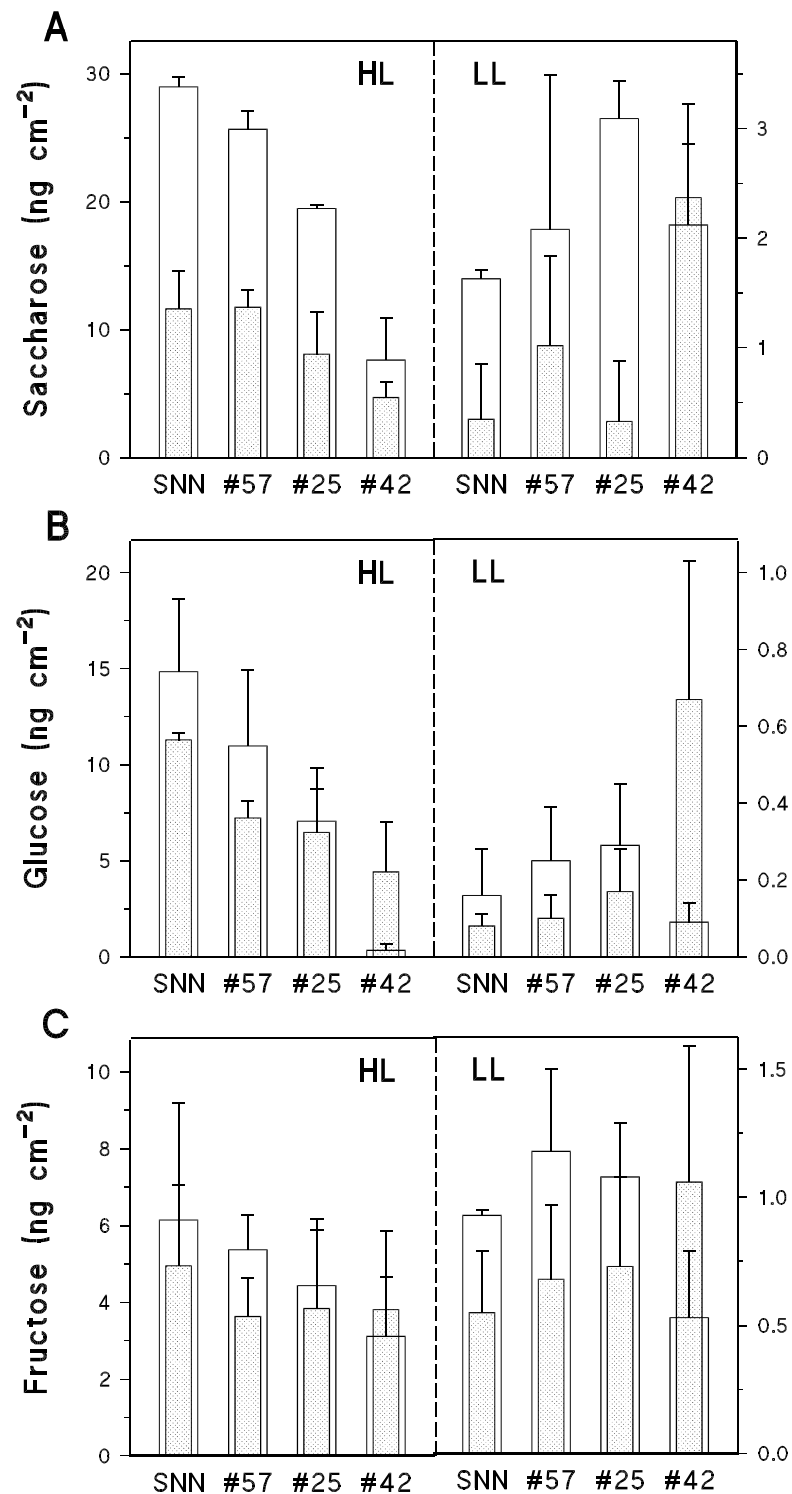 A
HL LL
Saccharose (ng cm⁻²)
30
20
10
0
3
2
1
0
SNN #57 #25 #42 SNN #57 #25 #42
B
HL LL
Glucose (ng cm⁻²)
20
15
10
5
0
1.0
0.8
0.6
0.4
0.2
0.0
SNN #57 #25 #42 SNN #57 #25 #42
C
HL LL
Fructose (ng cm⁻²)
10
8
6
4
2
0
1.5
1.0
0.5
0.0
SNN #57 #25 #42 SNN #57 #25 #42